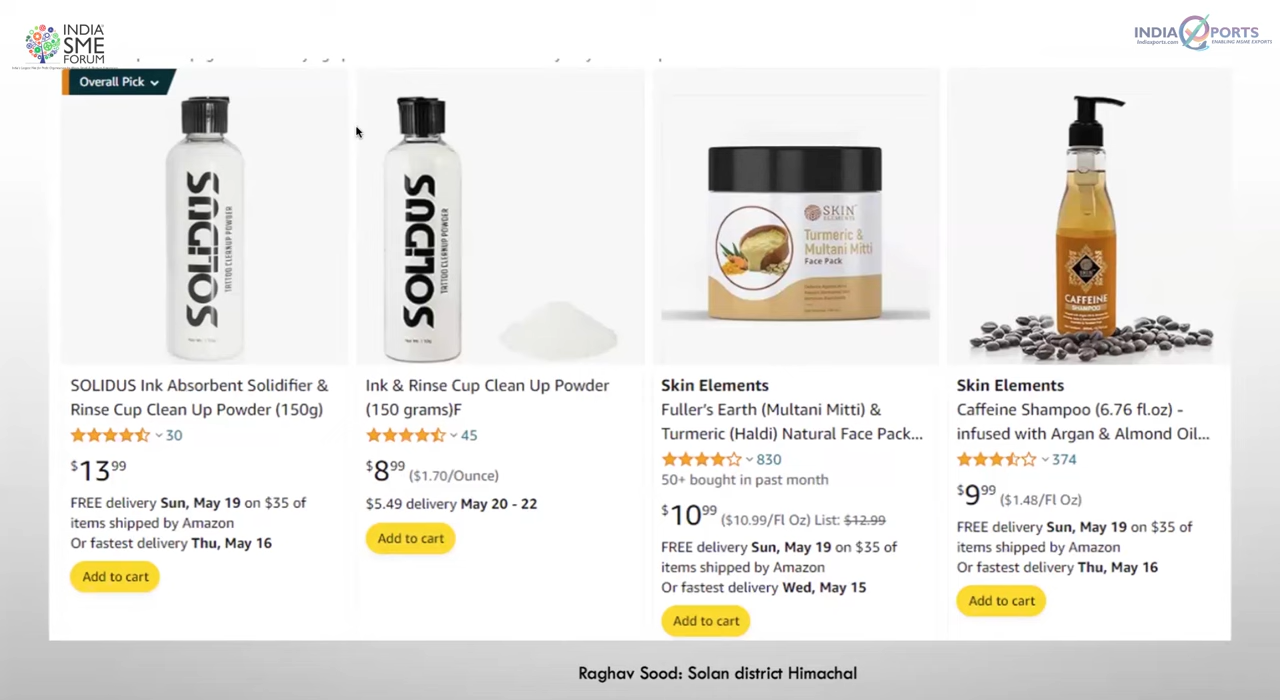 INDIA
SME
FORUM
INDIA XPORTS
Indiaxports.com ENABLING MSME EXPORTS
Overall Pick
SOLIDUS
TATTOO CLEANUP POWDER
SOLIDUS
TATTOO CLEANUP POWDER
SKIN
ELEMENTS
Turmeric &
Multani Mitti
Face Pack
SKIN
CAFFEINE
SHAMPOO
SOLIDUS Ink Absorbent Solidifier &
Rinse Cup Clean Up Powder (150g)
30
$13.99
FREE delivery Sun, May 19 on $35 of
items shipped by Amazon
Or fastest delivery Thu, May 16
Add to cart
Ink & Rinse Cup Clean Up Powder
(150 grams)F
45
$8.99 ($1.70/Ounce)
$5.49 delivery May 20 - 22
Add to cart
Skin Elements
Fuller's Earth (Multani Mitti) &
Turmeric (Haldi) Natural Face Pack...
830
50+ bought in past month
$10.99 ($10.99/Fl Oz) List: $12.99
FREE delivery Sun, May 19 on $35 of
items shipped by Amazon
Or fastest delivery Wed, May 15
Add to cart
Skin Elements
Caffeine Shampoo (6.76 fl.oz) -
infused with Argan & Almond Oil...
374
$9.99 ($1.48/Fl Oz)
FREE delivery Sun, May 19 on $35 of
items shipped by Amazon
Or fastest delivery Thu, May 16
Add to cart
Raghav Sood: Solan district Himachal